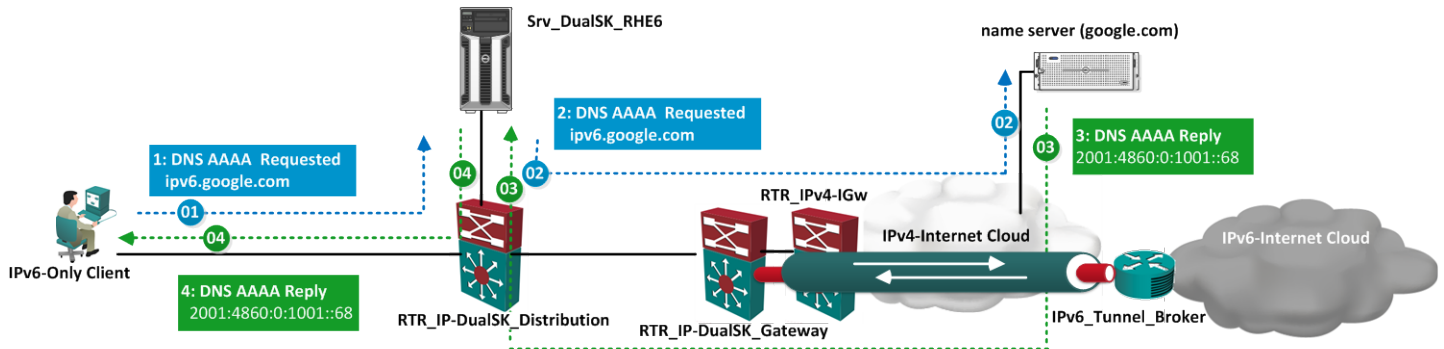 Srv_DualSK_RHE6
name server (google.com)
1: DNS AAAA  Requested
ipv6.google.com
2: DNS AAAA  Requested
ipv6.google.com
3: DNS AAAA Reply
2001:4860:0:1001::68
02
03
04
03
02
01
04
RTR_IPv4-IGw
IPv4-Internet Cloud
IPv6-Internet Cloud
IPv6-Only Client
4: DNS AAAA Reply
2001:4860:0:1001::68
RTR_IP-DualSK_Distribution
RTR_IP-DualSK_Gateway
IPv6_Tunnel_Broker